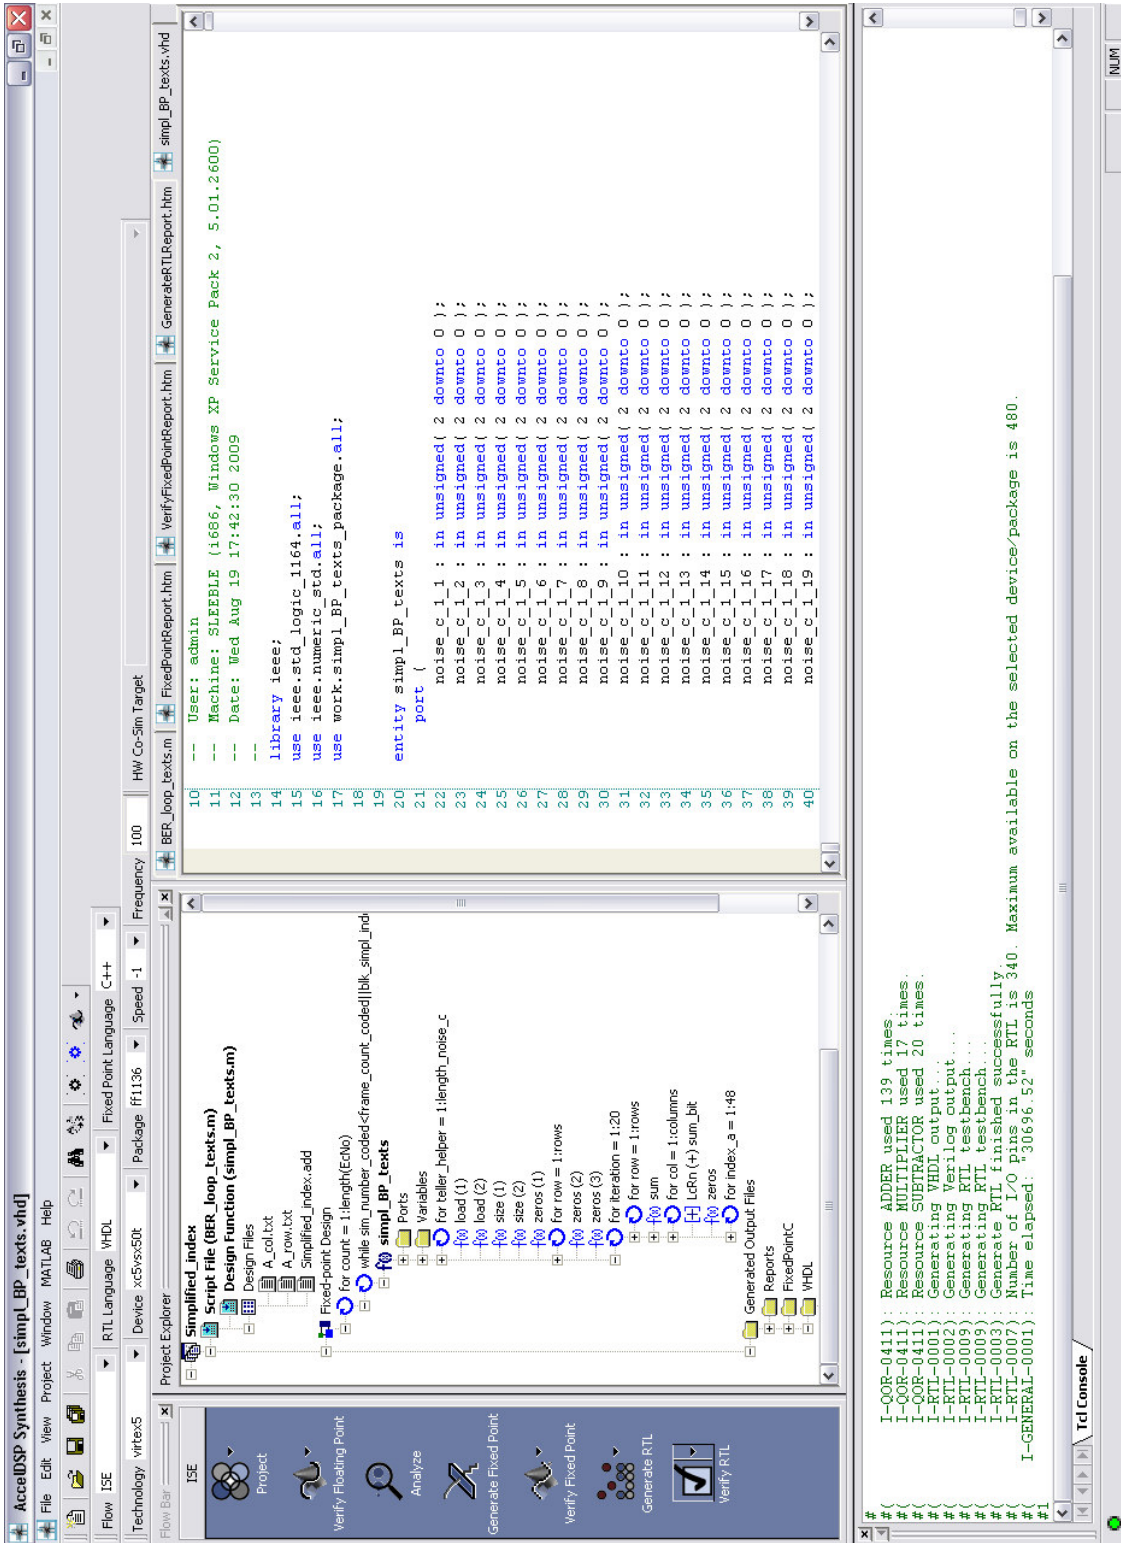 AccelDSP Synthesis - [simpl_BP_texts.vhd]
File Edit View Project Window MATLAB Help
Flow ISE RTL Language VHDL Fixed Point Language C++
Technology virtex5 Device xc5vsx50t Package ff1136 Speed -1 Frequency 100 HW Co-Sim Target
Flow Bar
ISE
Project
Verify Floating Point
Analyze
Generate Fixed Point
Verify Fixed Point
Generate RTL
Verify RTL
Project Explorer
Simplified_index
Script File (BER_loop_texts.m)
Design Function (simpl_BP_texts.m)
Design Files
A_col.txt
A_row.txt
Simplified_index.add
Fixed-point Design
for count = 1:length(EcNo)
while sim_number_coded<frame_count_coded||blk_simpl_ind
simpl_BP_texts
Ports
Variables
for teller_helper = 1:length_noise_c
load (1)
load (2)
size (1)
size (2)
zeros (1)
for row = 1:rows
zeros (2)
zeros (3)
for iteration = 1:20
for row = 1:rows
sum
for col = 1:columns
LcRn (+) sum_bit
zeros
for index_a = 1:48
Generated Output Files
Reports
FixedPointC
VHDL
BER_loop_texts.m FixedPointReport.htm VerifyFixedPointReport.htm GenerateRTLReport.htm simpl_BP_texts.vhd
10 -- User: admin
11 -- Machine: SLEEBLE (i686, Windows XP Service Pack 2, 5.01.2600)
12 -- Date: Wed Aug 19 17:42:30 2009
13 --
14 library ieee;
15 use ieee.std_logic_1164.all;
16 use ieee.numeric_std.all;
17 use work.simpl_BP_texts_package.all;
18
19
20 entity simpl_BP_texts is
21 port (
22 noise_c_1_1 : in unsigned( 2 downto 0 );
23 noise_c_1_2 : in unsigned( 2 downto 0 );
24 noise_c_1_3 : in unsigned( 2 downto 0 );
25 noise_c_1_4 : in unsigned( 2 downto 0 );
26 noise_c_1_5 : in unsigned( 2 downto 0 );
27 noise_c_1_6 : in unsigned( 2 downto 0 );
28 noise_c_1_7 : in unsigned( 2 downto 0 );
29 noise_c_1_8 : in unsigned( 2 downto 0 );
30 noise_c_1_9 : in unsigned( 2 downto 0 );
31 noise_c_1_10 : in unsigned( 2 downto 0 );
32 noise_c_1_11 : in unsigned( 2 downto 0 );
33 noise_c_1_12 : in unsigned( 2 downto 0 );
34 noise_c_1_13 : in unsigned( 2 downto 0 );
35 noise_c_1_14 : in unsigned( 2 downto 0 );
36 noise_c_1_15 : in unsigned( 2 downto 0 );
37 noise_c_1_16 : in unsigned( 2 downto 0 );
38 noise_c_1_17 : in unsigned( 2 downto 0 );
39 noise_c_1_18 : in unsigned( 2 downto 0 );
40 noise_c_1_19 : in unsigned( 2 downto 0 );
#
#( I-QOR-0411): Resource ADDER used 139 times.
#( I-QOR-0411): Resource MULTIPLIER used 17 times.
#( I-QOR-0411): Resource SUBTRACTOR used 20 times.
#( I-RTL-0001): Generating VHDL output...
#( I-RTL-0002): Generating Verilog output...
#( I-RTL-0009): Generating RTL testbench...
#( I-RTL-0009): Generating RTL testbench...
#( I-RTL-0003): Generate RTL finished successfully.
#( I-RTL-0007): Number of I/O pins in the RTL is 340. Maximum available on the selected device/package is 480.
#( I-GENERAL-0001): Time elapsed: "30696.52" seconds
#1
Tcl Console
NUM